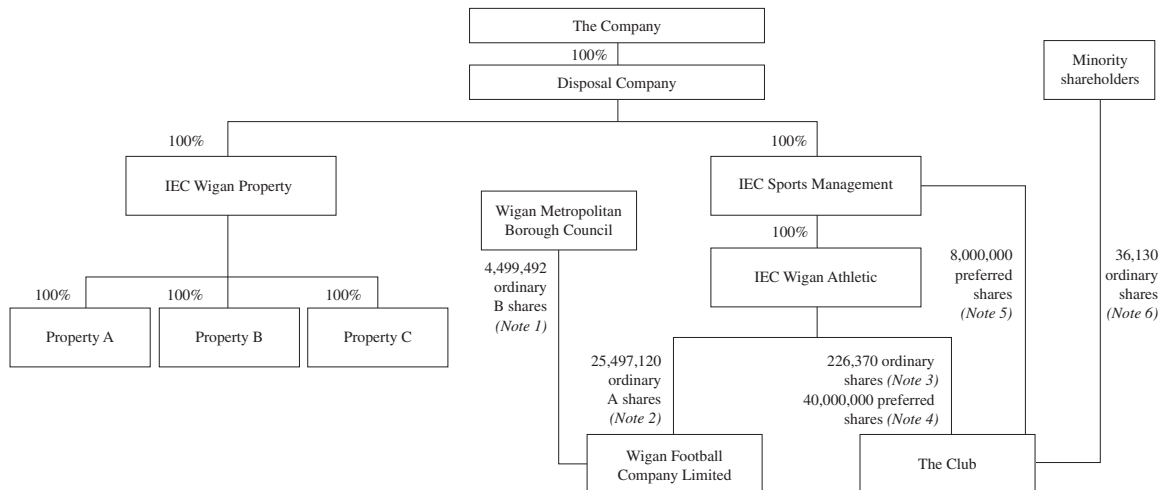 The Company
100%
Disposal Company
Minority
shareholders
100%
100%
IEC Wigan Property
IEC Sports Management
Wigan Metropolitan
Borough Council
100%
IEC Wigan Athletic
4,499,492
ordinary
B shares
(Note 1)
8,000,000
preferred
shares
(Note 5)
36,130
ordinary
shares
(Note 6)
100%
100%
100%
Property A
Property B
Property C
25,497,120
ordinary
A shares
(Note 2)
226,370 ordinary
shares (Note 3)
40,000,000 preferred
shares (Note 4)
Wigan Football
Company Limited
The Club